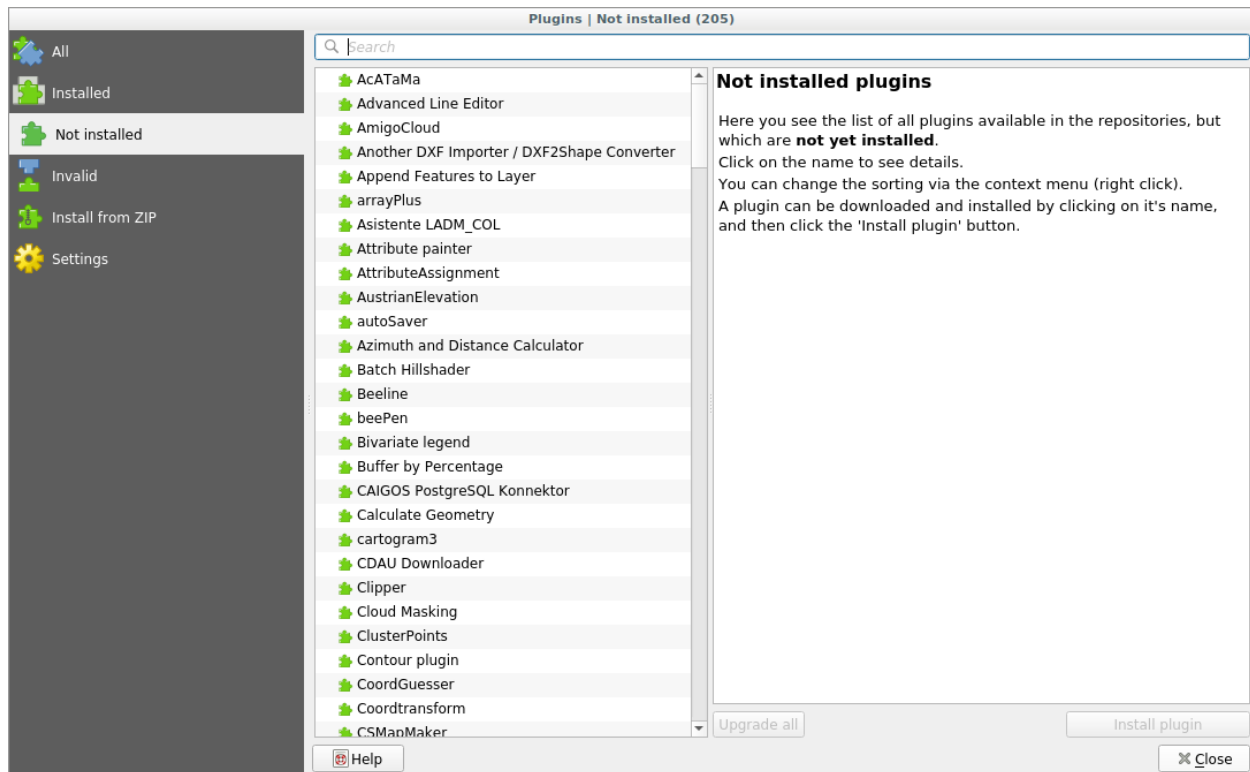 Plugins | Not installed (205)
All
Installed
Not installed
Invalid
Install from ZIP
Settings
Search
AcATaMa
Advanced Line Editor
AmigoCloud
Another DXF Importer / DXF2Shape Converter
Append Features to Layer
arrayPlus
Asistente LADM_COL
Attribute painter
AttributeAssignment
AustrianElevation
autoSaver
Azimuth and Distance Calculator
Batch Hillshader
Beeline
beePen
Bivariate legend
Buffer by Percentage
CAIGOS PostgreSQL Konnektor
Calculate Geometry
cartogram3
CDAU Downloader
Clipper
Cloud Masking
ClusterPoints
Contour plugin
CoordGuesser
Coordtransform
CSMapMaker
Not installed plugins
Here you see the list of all plugins available in the repositories, but
which are not yet installed.
Click on the name to see details.
You can change the sorting via the context menu (right click).
A plugin can be downloaded and installed by clicking on it's name,
and then click the 'Install plugin' button.
Upgrade all
Install plugin
Help
Close